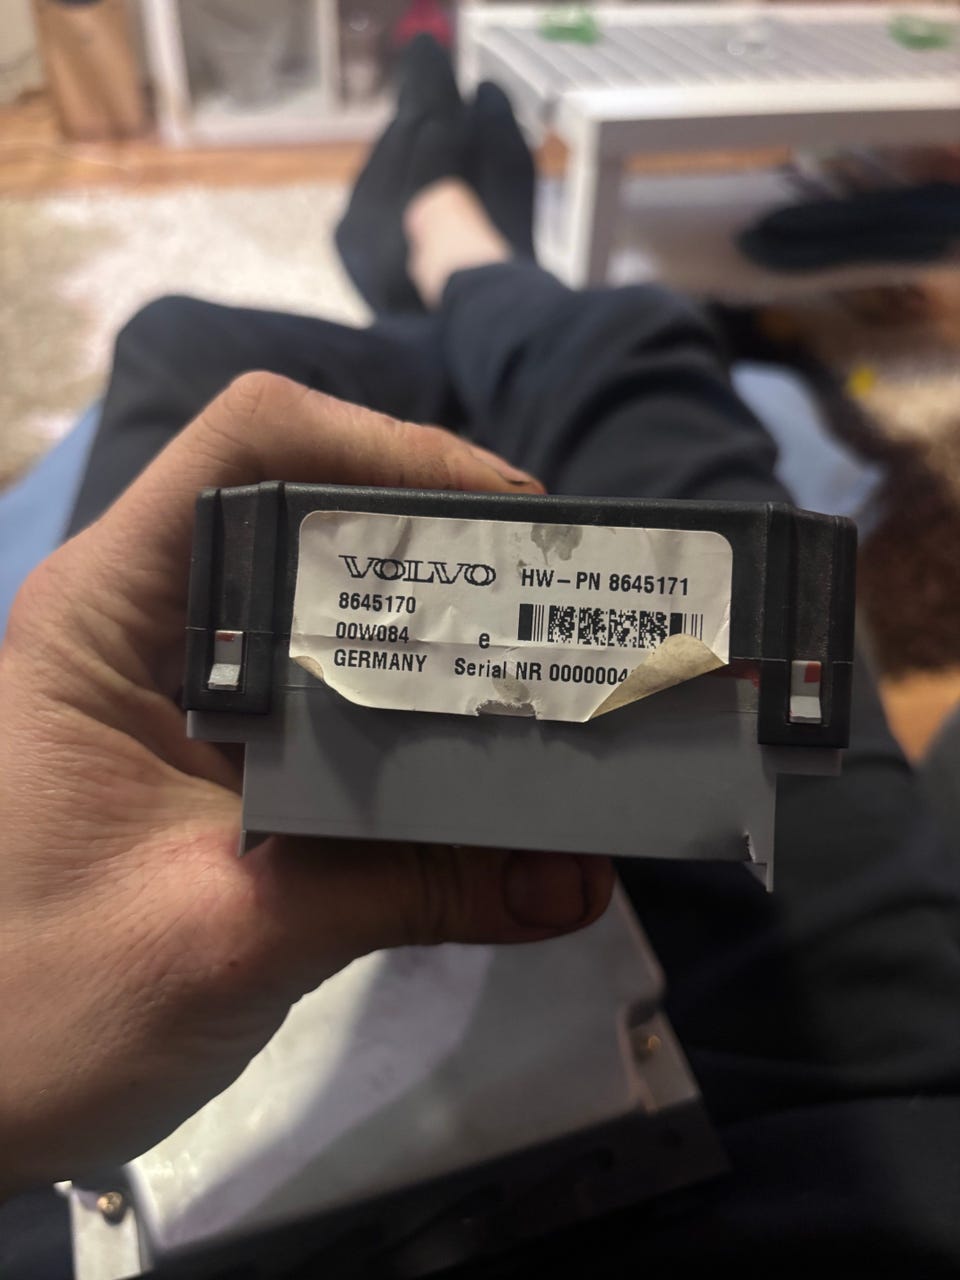 VOLVO HW-PN 8645171
8645170
00W084 e
GERMANY Serial NR 0000004